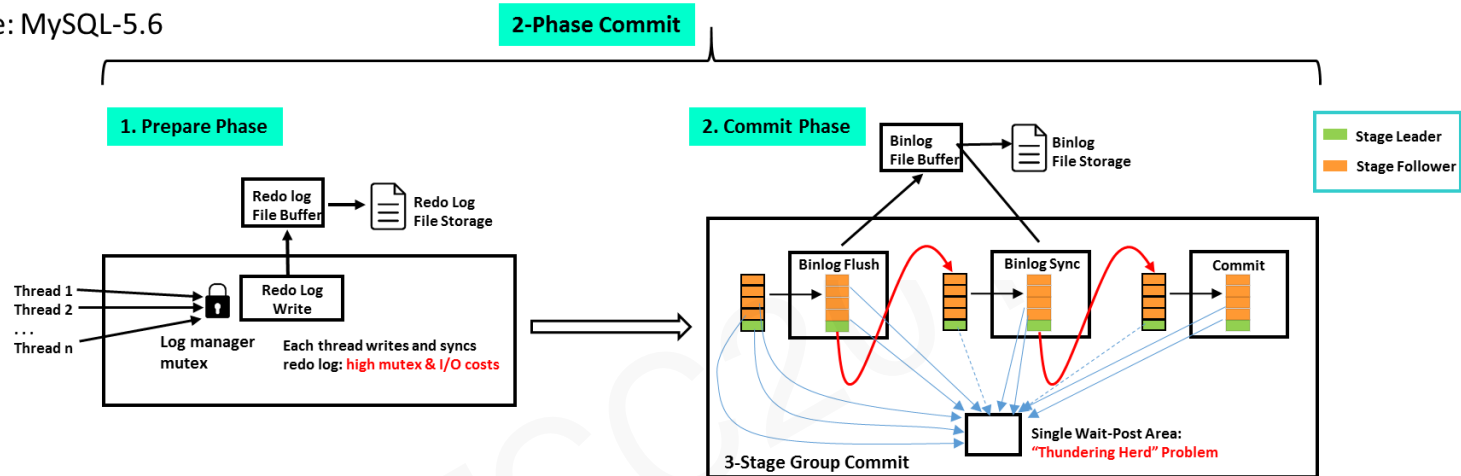 e: MySQL-5.6
2-Phase Commit
1. Prepare Phase
Redo log
File Buffer
Redo Log
File Storage
Thread 1
Thread 2
. . .
Thread n
Log manager
mutex
Redo Log
Write
Each thread writes and syncs
redo log: high mutex & I/O costs
2. Commit Phase
Binlog
File Buffer
Binlog
File Storage
Stage Leader
Stage Follower
Binlog Flush
Binlog Sync
Commit
Single Wait-Post Area:
“Thundering Herd” Problem
3-Stage Group Commit